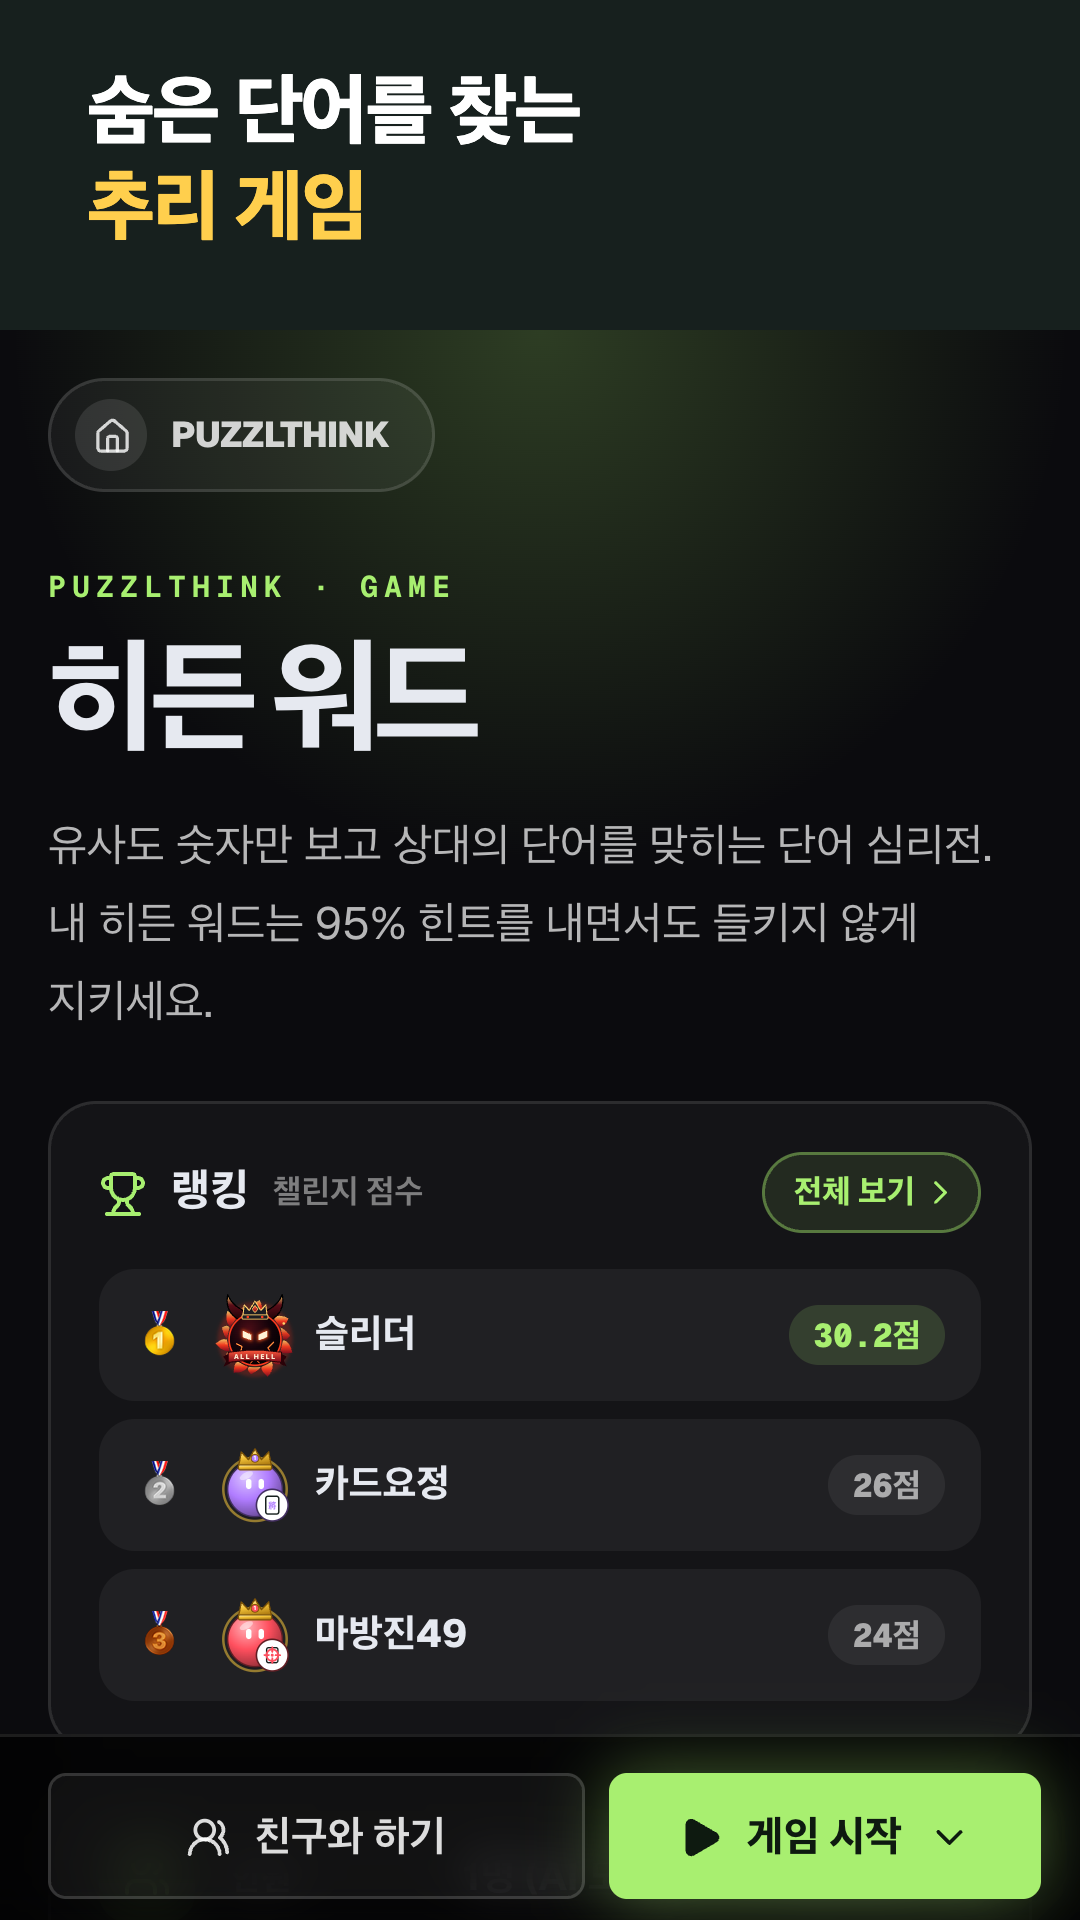 숨은 단어를 찾는
추리 게임
PUZZLTHINK
PUZZLTHINK · GAME
히든 워드
유사도 숫자만 보고 상대의 단어를 맞히는 단어 심리전.
내 히든 워드는 95% 힌트를 내면서도 들키지 않게
지키세요.
랭킹 챌린지 점수 전체 보기
1 ALL HELL 슬리더 30.2점
2 카드요정 26점
3 마방진49 24점
친구와 하기 게임 시작